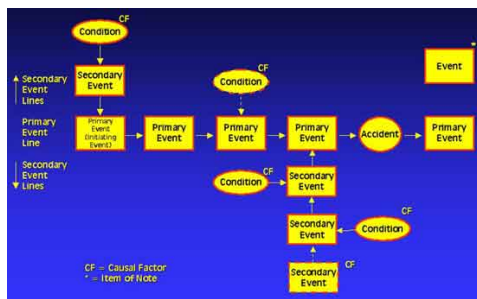 CF
Condition
*
Event
Secondary
Event
CF
Condition
Secondary
Event
Lines
Primary
Event
Line
Primary
Event
(Initiating
Event)
Primary
Event
Primary
Event
Primary
Event
Accident
Primary
Event
Secondary
Event
Lines
CF
Condition
Secondary
Event
Secondary
Event
CF
Condition
CF
Secondary
Event
CF = Causal Factor
* = Item of Note